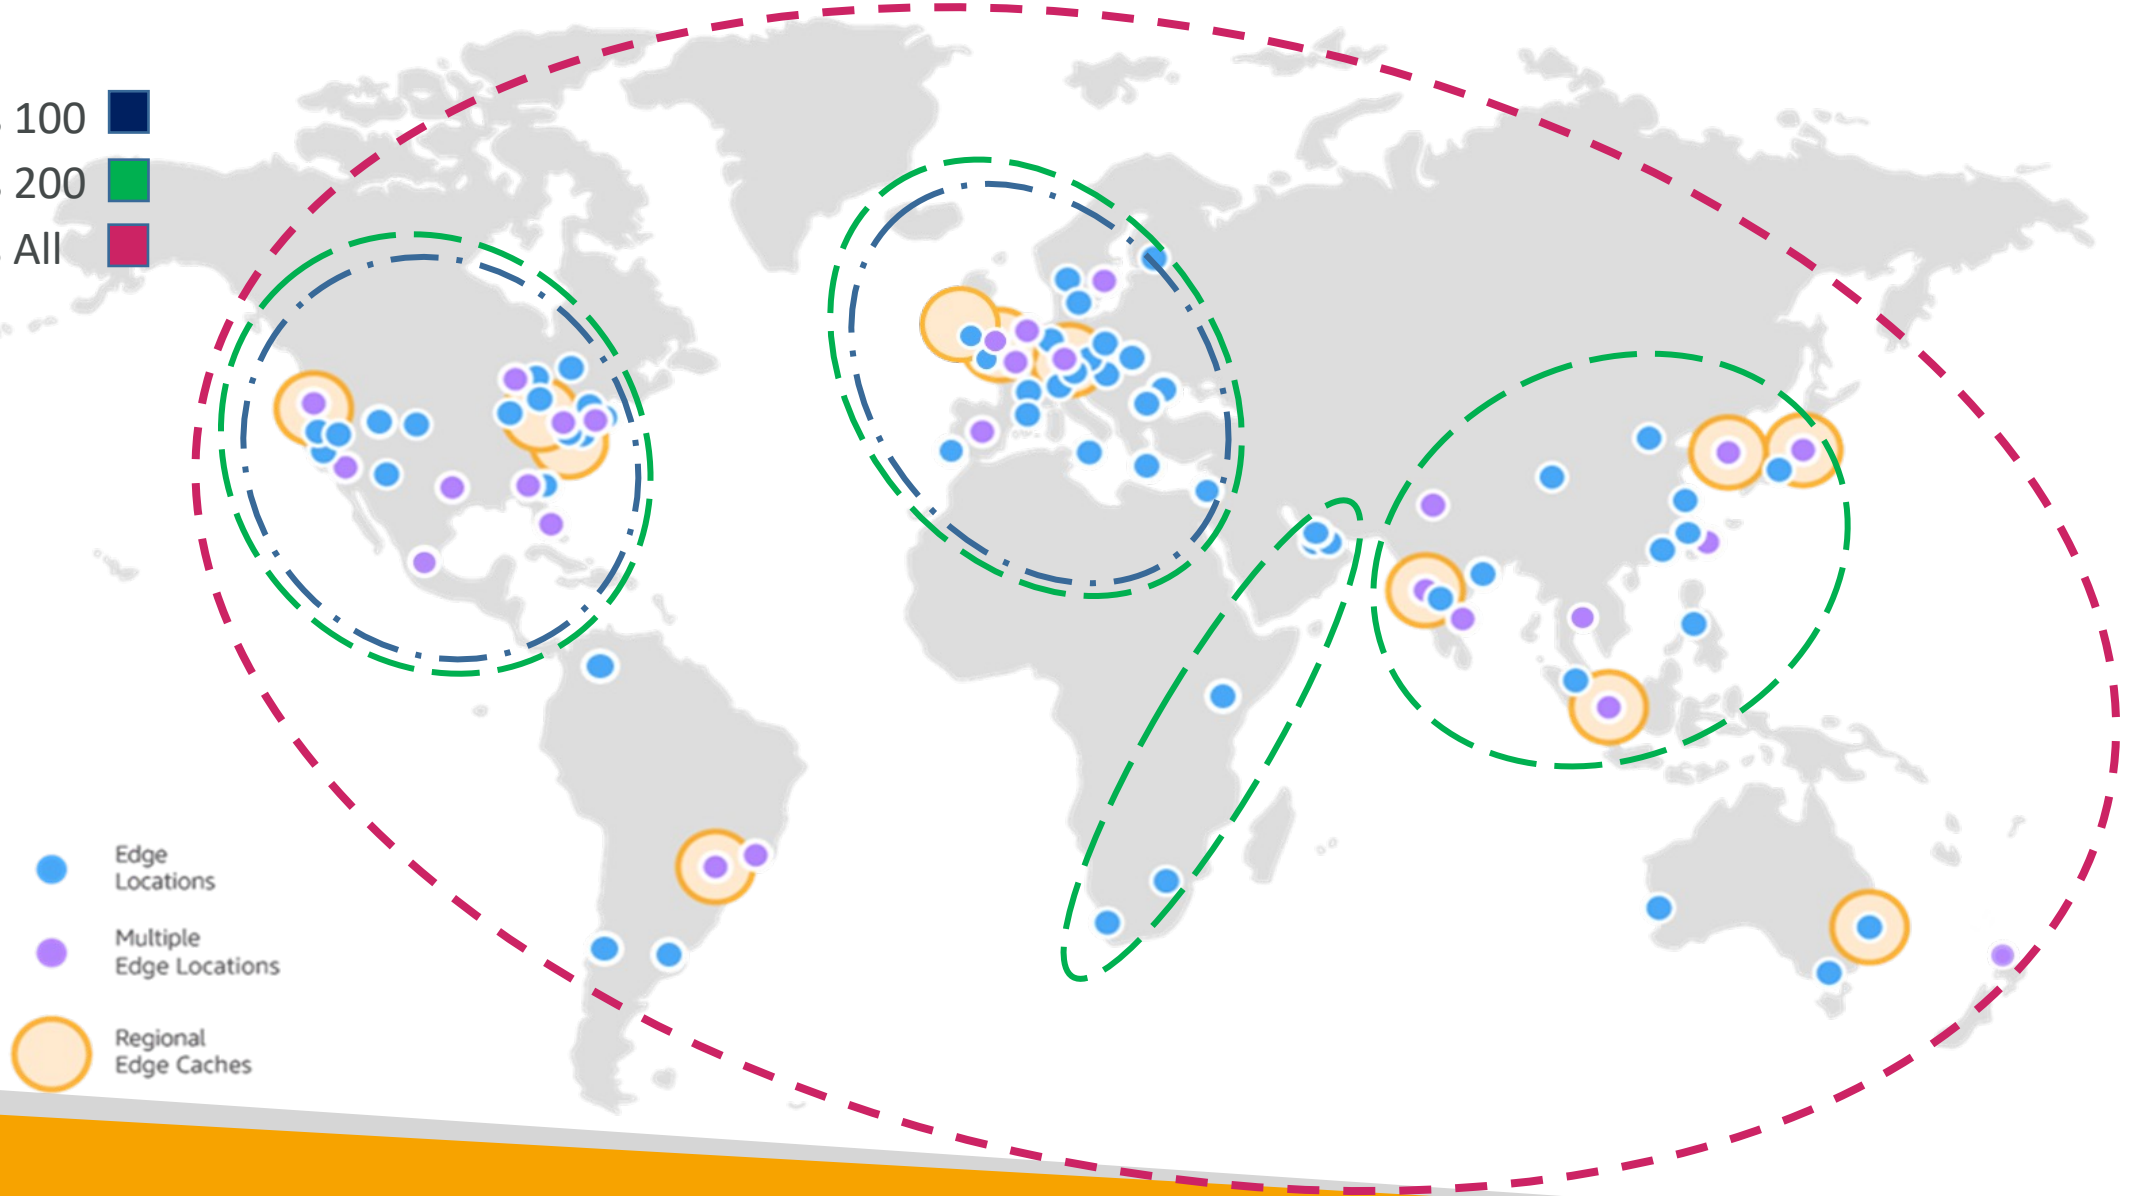 100
200
All
Edge
Locations
Multiple
Edge Locations
Regional
Edge Caches